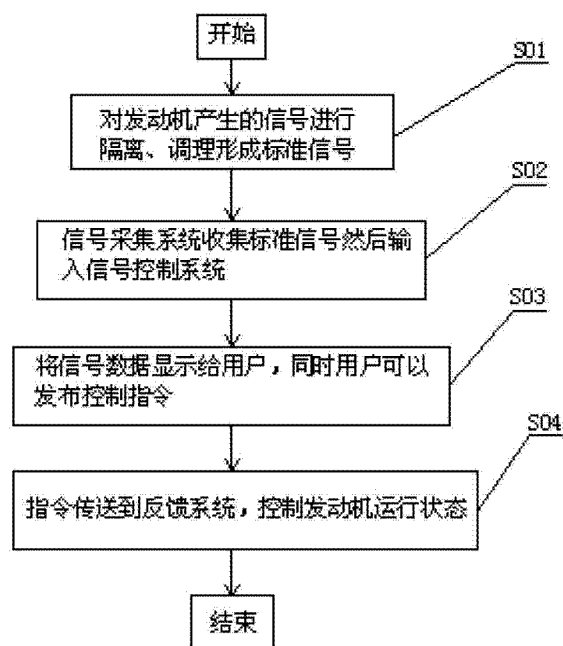 开始
S01
对发动机产生的信号进行
隔离、调理形成标准信号
S02
信号采集系统收集标准信号然后输
入信号控制系统
S03
将信号数据显示给用户，同时用户可以
发布控制指令
S04
指令传送到反馈系统，控制发动机运行状态
结束